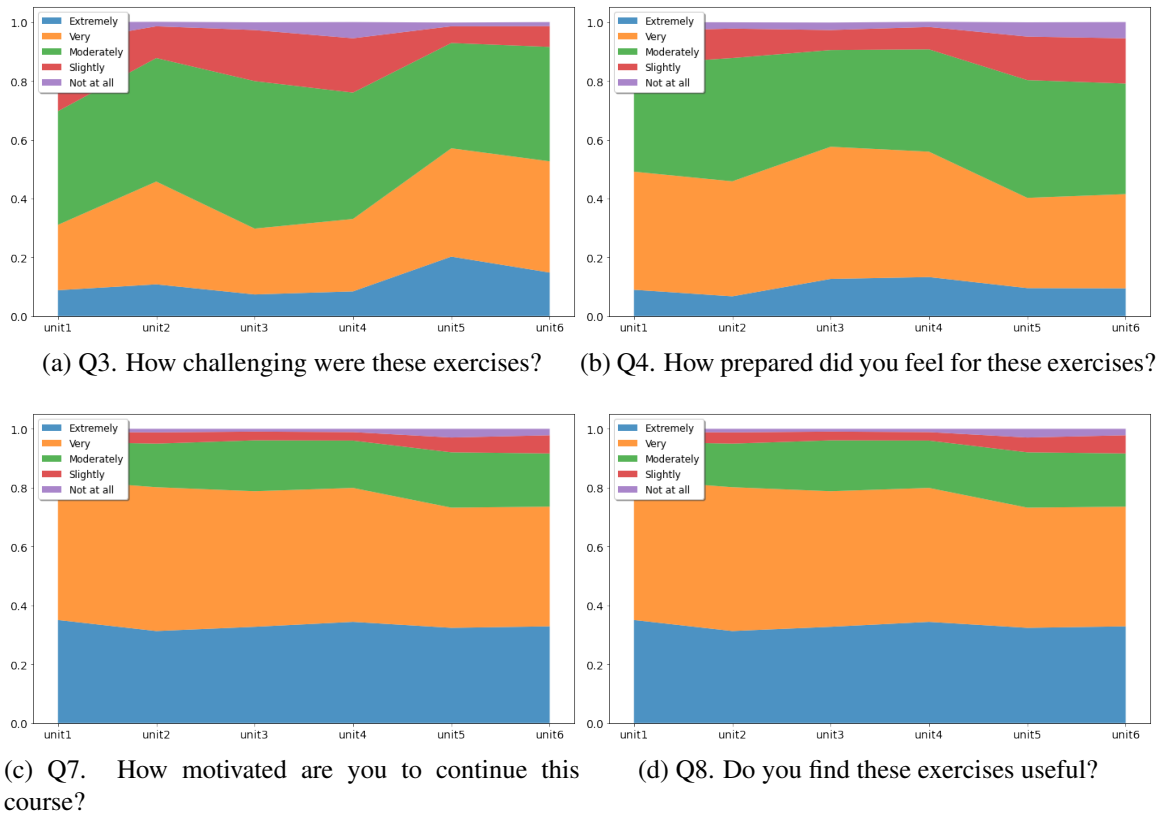 1.0
0.8
0.6
0.4
0.2
0.0
Extremely
Very
Moderately
Slightly
Not at all
unit1 unit2 unit3 unit4 unit5 unit6
(a) Q3. How challenging were these exercises?
1.0
0.8
0.6
0.4
0.2
0.0
Extremely
Very
Moderately
Slightly
Not at all
unit1 unit2 unit3 unit4 unit5 unit6
(b) Q4. How prepared did you feel for these exercises?
1.0
0.8
0.6
0.4
0.2
0.0
Extremely
Very
Moderately
Slightly
Not at all
unit1 unit2 unit3 unit4 unit5 unit6
(c) Q7. How motivated are you to continue this
course?
1.0
0.8
0.6
0.4
0.2
0.0
Extremely
Very
Moderately
Slightly
Not at all
unit1 unit2 unit3 unit4 unit5 unit6
(d) Q8. Do you find these exercises useful?